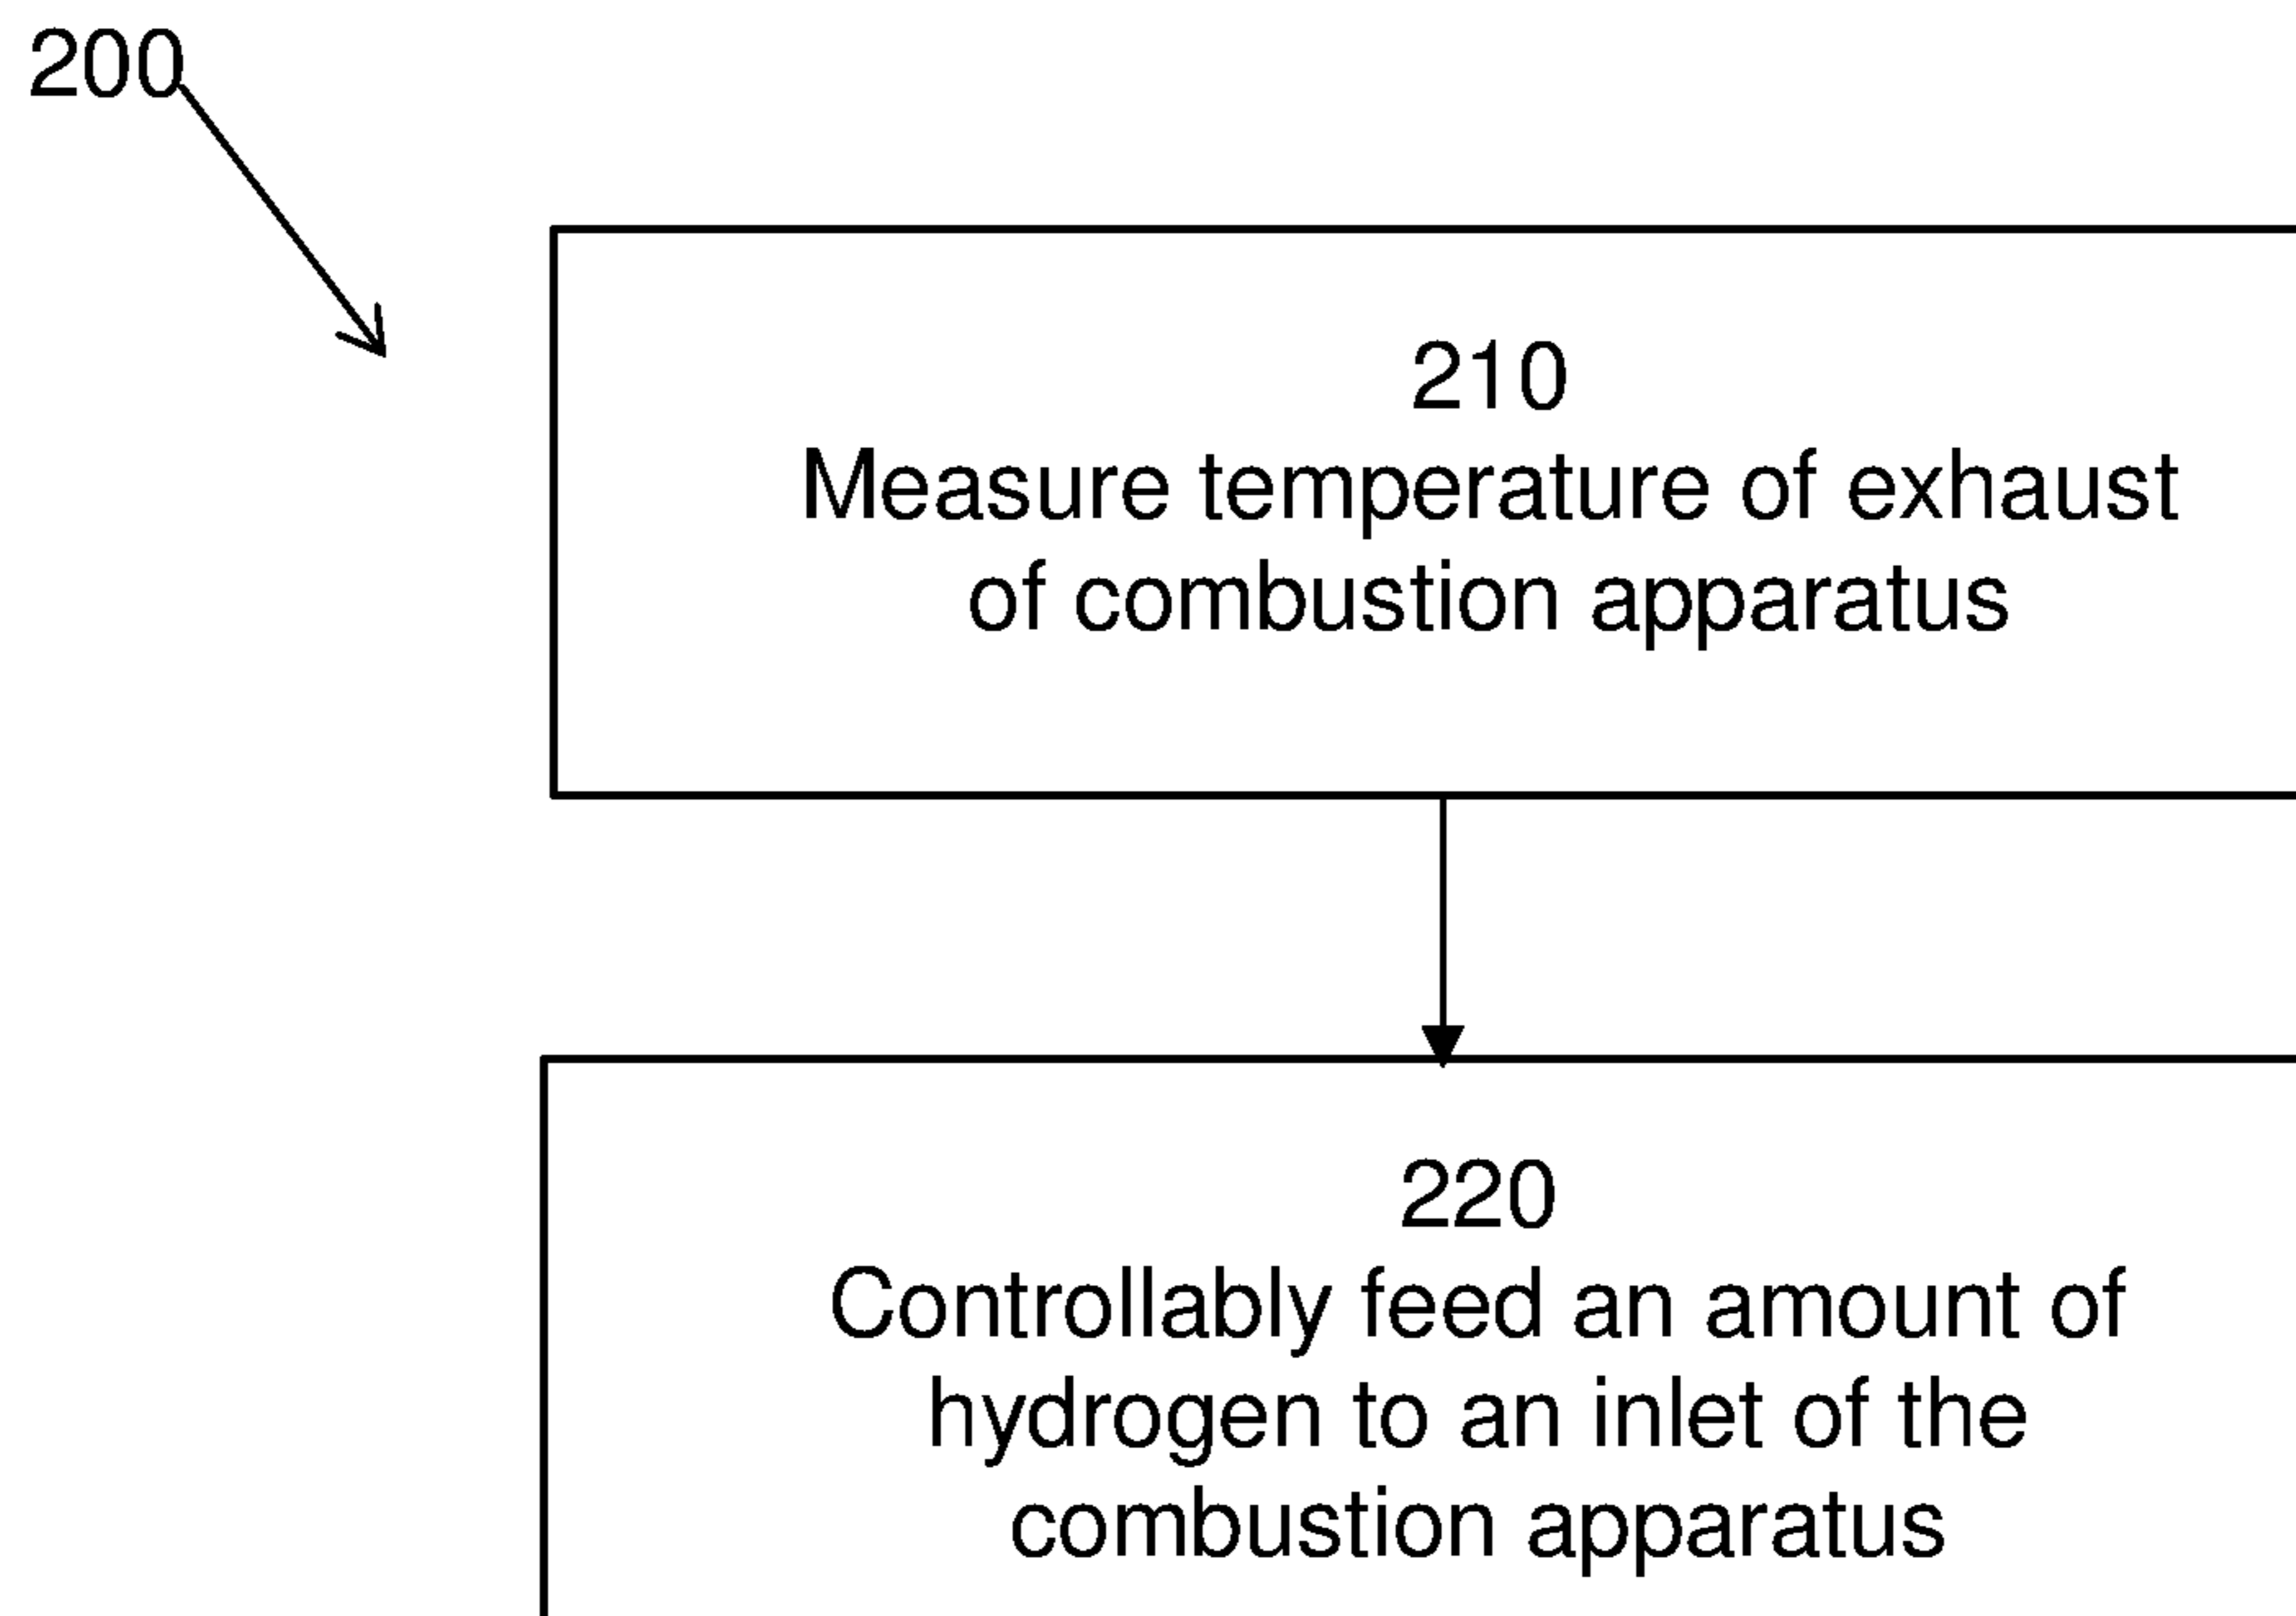 200
210
Measure temperature of exhaust
of combustion apparatus
220
Controllably feed an amount of
hydrogen to an inlet of the
combustion apparatus